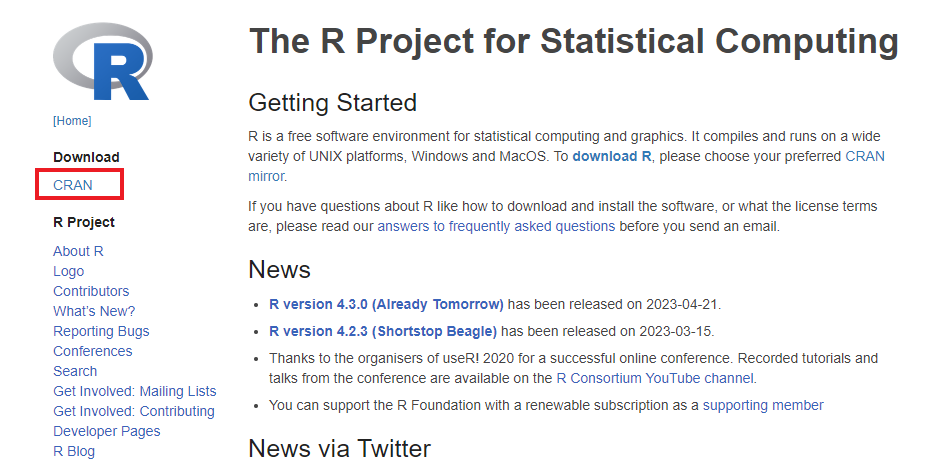 R
The R Project for Statistical Computing
[Home]
Download
CRAN
R Project
About R
Logo
Contributors
What's New?
Reporting Bugs
Conferences
Search
Get Involved: Mailing Lists
Get Involved: Contributing
Developer Pages
R Blog
Getting Started
R is a free software environment for statistical computing and graphics. It compiles and runs on a wide
variety of UNIX platforms, Windows and MacOS. To download R, please choose your preferred CRAN
mirror.
If you have questions about R like how to download and install the software, or what the license terms
are, please read our answers to frequently asked questions before you send an email.
News
• R version 4.3.0 (Already Tomorrow) has been released on 2023-04-21.
• R version 4.2.3 (Shortstop Beagle) has been released on 2023-03-15.
• Thanks to the organisers of useR! 2020 for a successful online conference. Recorded tutorials and
talks from the conference are available on the R Consortium YouTube channel.
• You can support the R Foundation with a renewable subscription as a supporting member
News via Twitter